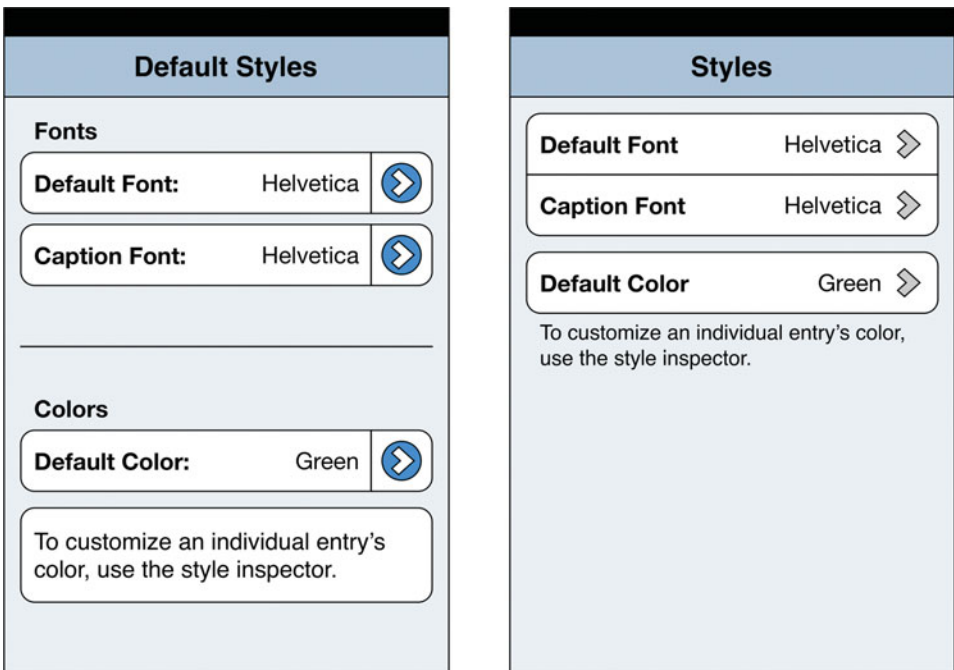 Default Styles
Fonts
Default Font: Helvetica
Caption Font: Helvetica
Colors
Default Color: Green
To customize an individual entry's
color, use the style inspector.
Styles
Default Font Helvetica
Caption Font Helvetica
Default Color Green
To customize an individual entry's color,
use the style inspector.